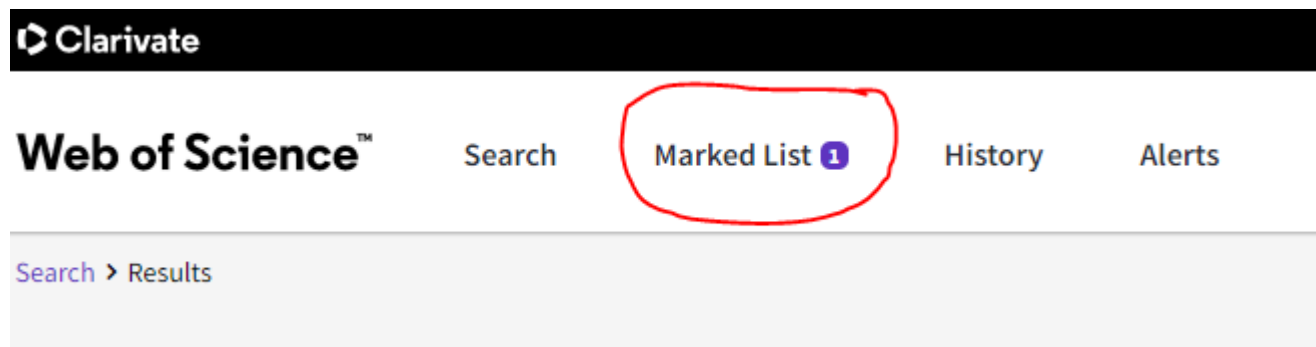 Clarivate
Web of Science™ Search Marked List 1 History Alerts
Search > Results